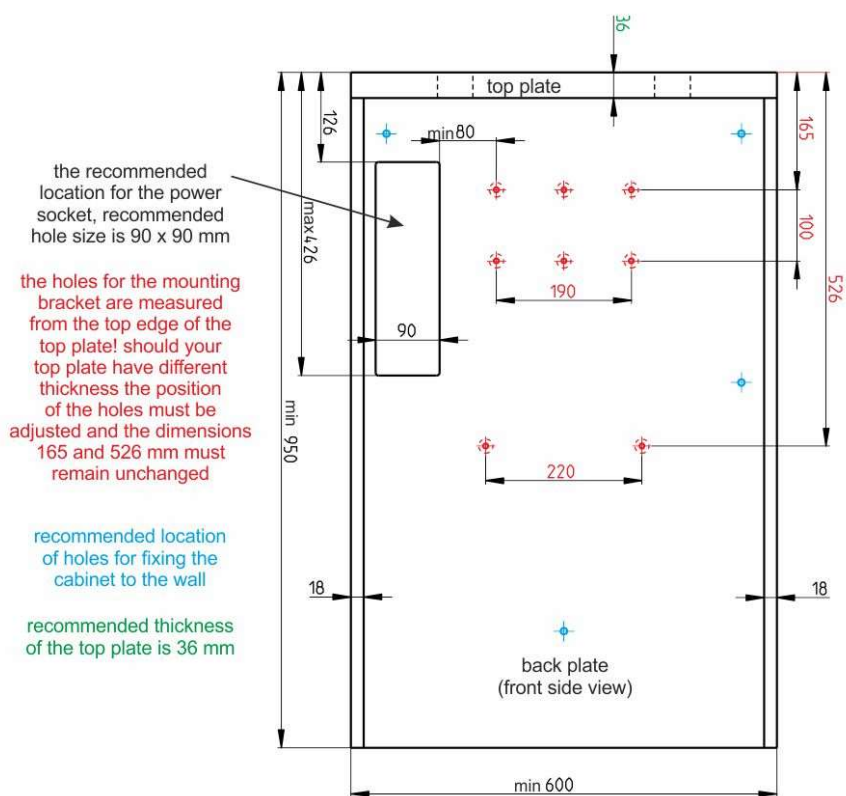 36
top plate
126
min 80
165
the recommended
location for the power
socket, recommended
hole size is 90 x 90 mm
max 426
100
the holes for the mounting
bracket are measured
from the top edge of the
top plate! should your
top plate have different
thickness the position
of the holes must be
adjusted and the dimensions
165 and 526 mm must
remain unchanged
190
526
90
min 950
220
recommended location
of holes for fixing the
cabinet to the wall
18
18
recommended thickness
of the top plate is 36 mm
back plate
(front side view)
min 600